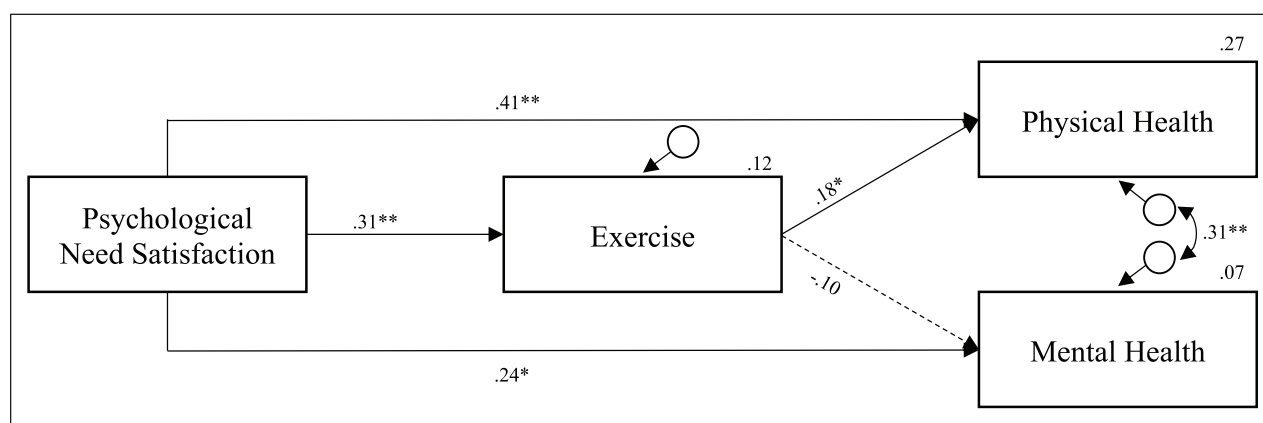 .27
.41**
Physical Health
.12
.18*
Psychological
Need Satisfaction
.31**
Exercise
.31**
-.10
.07
Mental Health
.24*